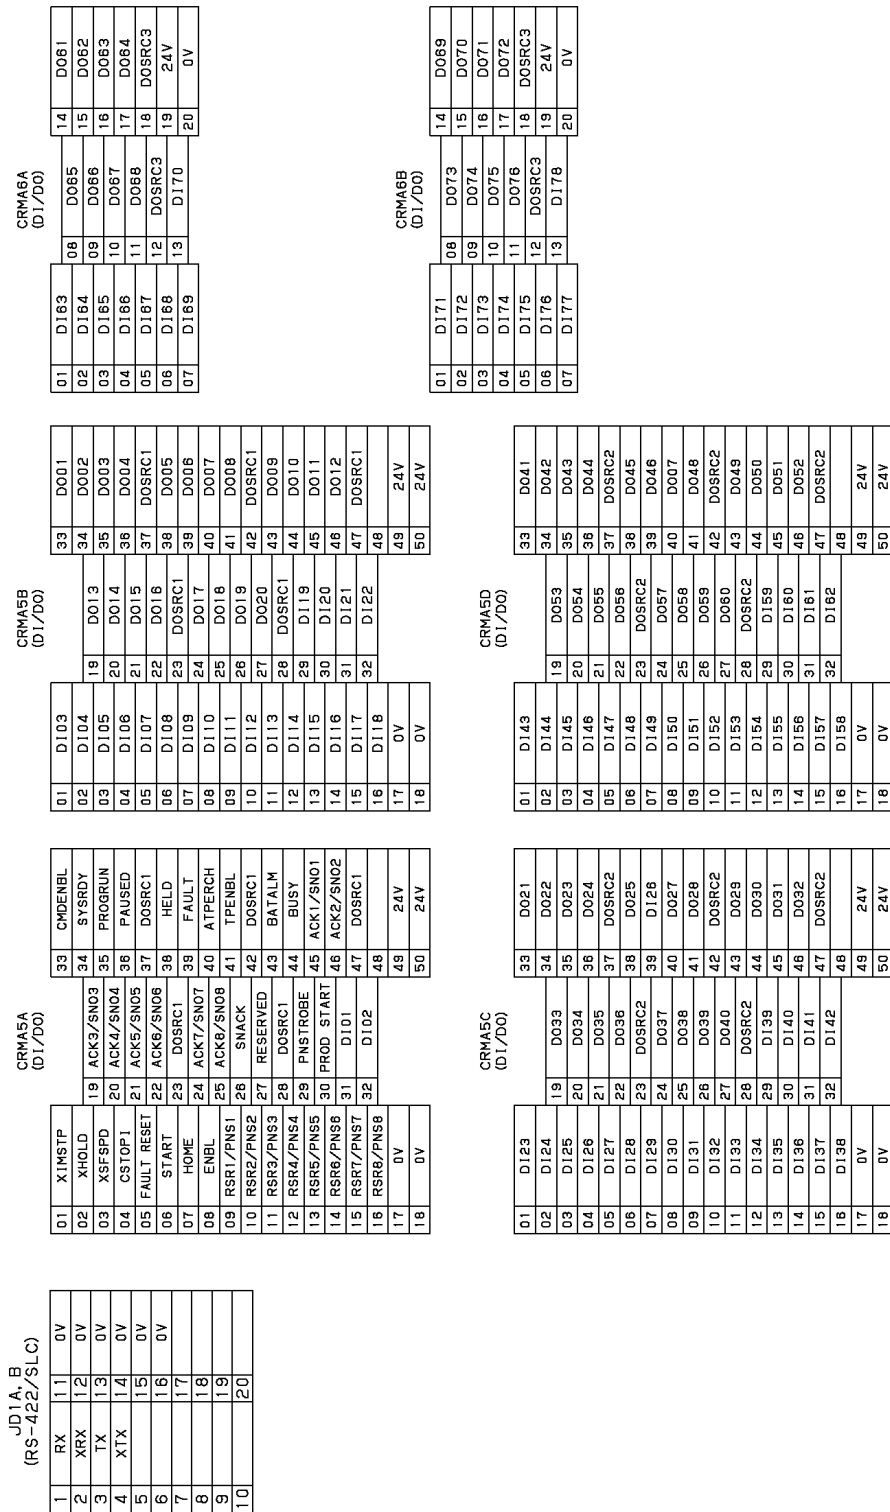 JD1A, B
(RS-422/SLC)
1 RX 11 0V
2 XRX 12 0V
3 TX 13 0V
4 XTX 14 0V
5 15 0V
6 16 0V
7 17
8 18
9 19
10 20
CRMA5A
(DI/DO)
01 XIMSTP
02 XHOLD
03 XSFSPD
04 CSTOPI
05 FAULT RESET
06 START
07 HOME
08 ENBL
09 RSR1/PNS1
10 RSR2/PNS2
11 RSR3/PNS3
12 RSR4/PNS4
13 RSR5/PNS5
14 RSR6/PNS6
15 RSR7/PNS7
16 RSR8/PNS8
17 0V
18 0V
19 ACK3/SNO3
20 ACK4/SNO4
21 ACK5/SNO5
22 ACK6/SNO6
23 DOSRC1
24 ACK7/SNO7
25 ACK8/SNO8
26 SNACK
27 RESERVED
28 DOSRC1
29 PNSTROBE
30 PROD START
31 DI01
32 DI02
33 CMDENBL
34 SYSRDY
35 PROGRUN
36 PAUSED
37 DOSRC1
38 HELD
39 FAULT
40 ATPERCH
41 TPENBL
42 DOSRC1
43 BATALM
44 BUSY
45 ACK1/SNO1
46 ACK2/SNO2
47 DOSRC1
48
49 24V
50 24V
CRMA5B
(DI/DO)
01 DI03
02 DI04
03 DI05
04 DI06
05 DI07
06 DI08
07 DI09
08 DI10
09 DI11
10 DI12
11 DI13
12 DI14
13 DI15
14 DI16
15 DI17
16 DI18
17 0V
18 0V
19 DO13
20 DO14
21 DO15
22 DO16
23 DOSRC1
24 DO17
25 DO18
26 DO19
27 DO20
28 DOSRC1
29 DI19
30 DI20
31 DI21
32 DI22
33 DO01
34 DO02
35 DO03
36 DO04
37 DOSRC1
38 DO05
39 DO06
40 DO07
41 DO08
42 DOSRC1
43 DO09
44 DO10
45 DO11
46 DO12
47 DOSRC1
48
49 24V
50 24V
CRMA6A
(DI/DO)
01 DI63
02 DI64
03 DI65
04 DI66
05 DI67
06 DI68
07 DI69
08 DO65
09 DO66
10 DO67
11 DO68
12 DOSRC3
13 DI70
14 DO61
15 DO62
16 DO63
17 DO64
18 DOSRC3
19 24V
20 0V
CRMA5C
(DI/DO)
01 DI23
02 DI24
03 DI25
04 DI26
05 DI27
06 DI28
07 DI29
08 DI30
09 DI31
10 DI32
11 DI33
12 DI34
13 DI35
14 DI36
15 DI37
16 DI38
17 0V
18 0V
19 DO33
20 DO34
21 DO35
22 DO36
23 DOSRC2
24 DO37
25 DO38
26 DO39
27 DO40
28 DOSRC2
29 DI39
30 DI40
31 DI41
32 DI42
33 DO21
34 DO22
35 DO23
36 DO24
37 DOSRC2
38 DO25
39 DI26
40 DO27
41 DO28
42 DOSRC2
43 DO29
44 DO30
45 DO31
46 DO32
47 DOSRC2
48
49 24V
50 24V
CRMA5D
(DI/DO)
01 DI43
02 DI44
03 DI45
04 DI46
05 DI47
06 DI48
07 DI49
08 DI50
09 DI51
10 DI52
11 DI53
12 DI54
13 DI55
14 DI56
15 DI57
16 DI58
17 0V
18 0V
19 DO53
20 DO54
21 DO55
22 DO56
23 DOSRC2
24 DO57
25 DO58
26 DO59
27 DO60
28 DOSRC2
29 DI59
30 DI60
31 DI61
32 DI62
33 DO41
34 DO42
35 DO43
36 DO44
37 DOSRC2
38 DO45
39 DO46
40 DO07
41 DO48
42 DOSRC2
43 DO49
44 DO50
45 DO51
46 DO52
47 DOSRC2
48
49 24V
50 24V
CRMA6B
(DI/DO)
01 DI71
02 DI72
03 DI73
04 DI74
05 DI75
06 DI76
07 DI77
08 DO73
09 DO74
10 DO75
11 DO76
12 DOSRC3
13 DI78
14 DO69
15 DO70
16 DO71
17 DO72
18 DOSRC3
19 24V
20 0V